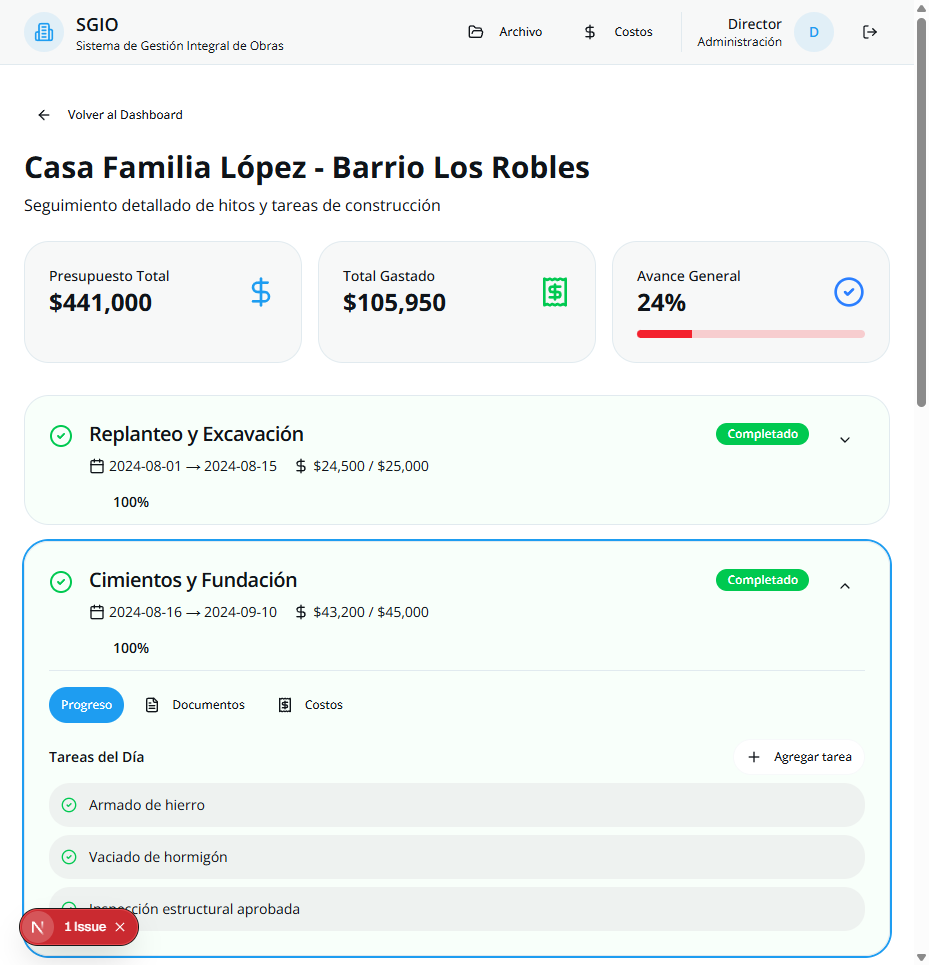 SGIO
Sistema de Gestión Integral de Obras
Archivo
Costos
Director
Administración
D
Volver al Dashboard
Casa Familia López - Barrio Los Robles
Seguimiento detallado de hitos y tareas de construcción
Presupuesto Total
$441,000
Total Gastado
$105,950
Avance General
24%
Replanteo y Excavación
Completado
2024-08-01 → 2024-08-15 $24,500 / $25,000
100%
Cimientos y Fundación
Completado
2024-08-16 → 2024-09-10 $43,200 / $45,000
100%
Progreso
Documentos
Costos
Tareas del Día
+ Agregar tarea
Armado de hierro
Vaciado de hormigón
Inspección estructural aprobada
N 1 Issue